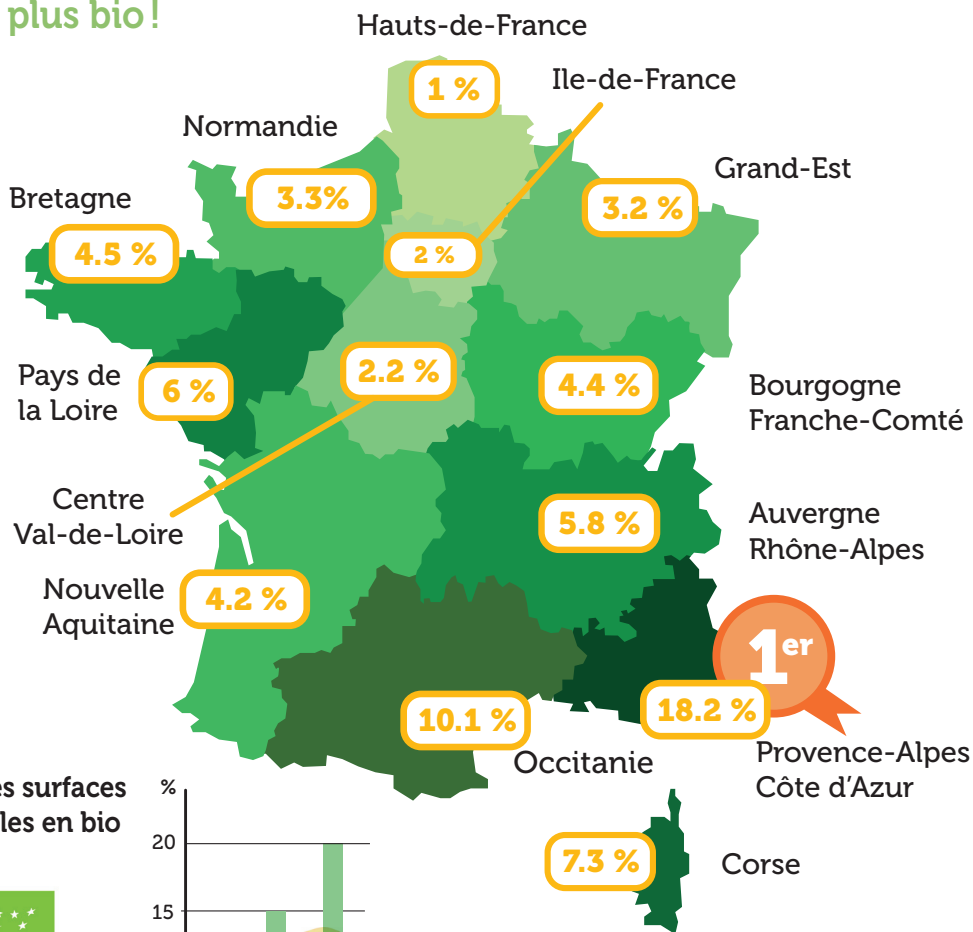 plus bio !
Hauts-de-France
1 %
Ile-de-France
Normandie
3.3%
Grand-Est
3.2 %
Bretagne
4.5 %
2 %
Pays de
la Loire
6 %
2.2 %
4.4 %
Bourgogne
Franche-Comté
Centre
Val-de-Loire
5.8 %
Auvergne
Rhône-Alpes
Nouvelle
Aquitaine
4.2 %
1er
10.1 %
18.2 %
Occitanie
Provence-Alpes
Côte d'Azur
surfaces
en bio
%
20
15
7.3 %
Corse